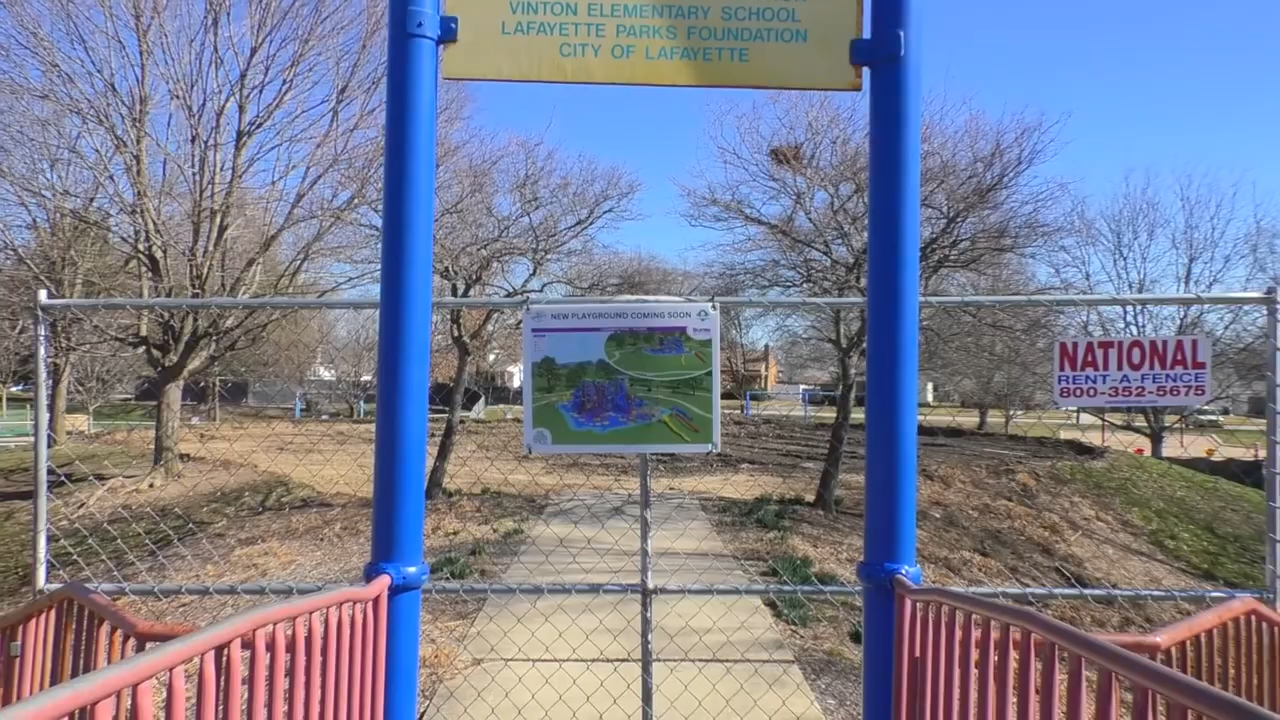 VINTON ELEMENTARY SCHOOL
LAFAYETTE PARKS FOUNDATION
CITY OF LAFAYETTE
NEW PLAYGROUND COMING SOON
NATIONAL
RENT-A-FENCE
800-352-5675